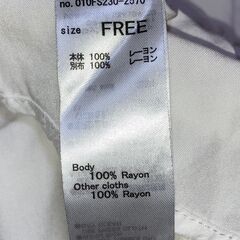 no.010FS230-2570
size FREE
本体 100% レーヨン
別布 100% レーヨン
Body
100% Rayon
Other cloths
100% Rayon